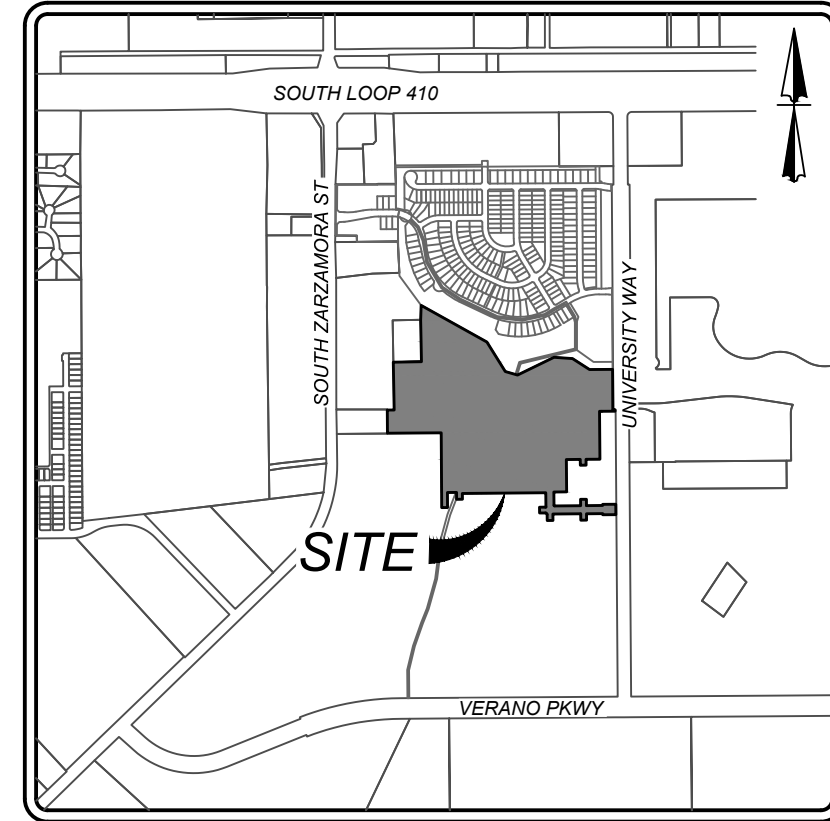 SOUTH LOOP 410
SOUTH ZARZAMORA ST
UNIVERSITY WAY
SITE
VERANO PKWY